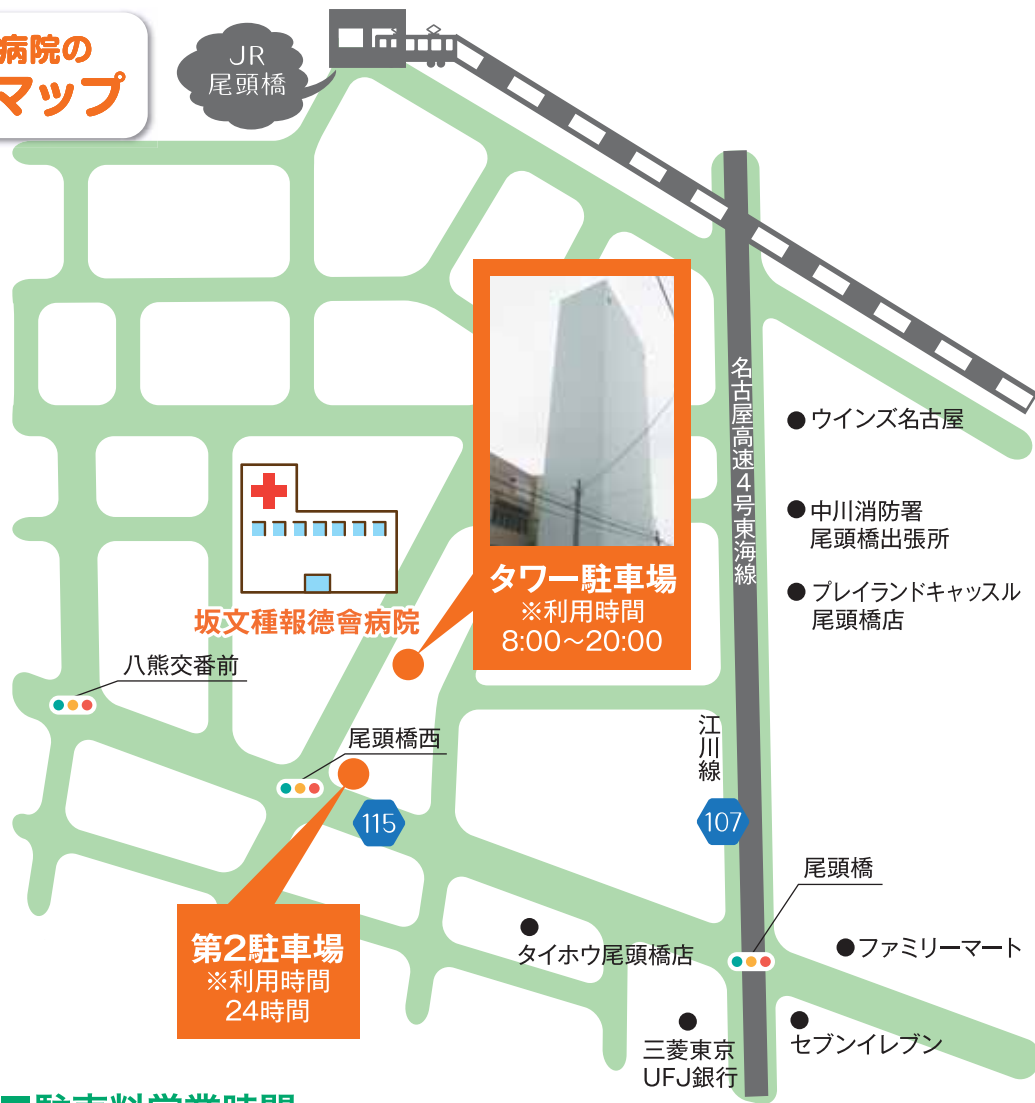 病院の
マップ
JR
尾頭橋
名古屋高速4号東海線
ウインズ名古屋
中川消防署
尾頭橋出張所
プレイランドキャッスル
尾頭橋店
タワー駐車場
※利用時間
8:00〜20:00
坂文種報徳會病院
八熊交番前
尾頭橋西
115
江川線
107
尾頭橋
第2駐車場
※利用時間
24時間
タイホウ尾頭橋店
ファミリーマート
三菱東京
UFJ銀行
セブンイレブン